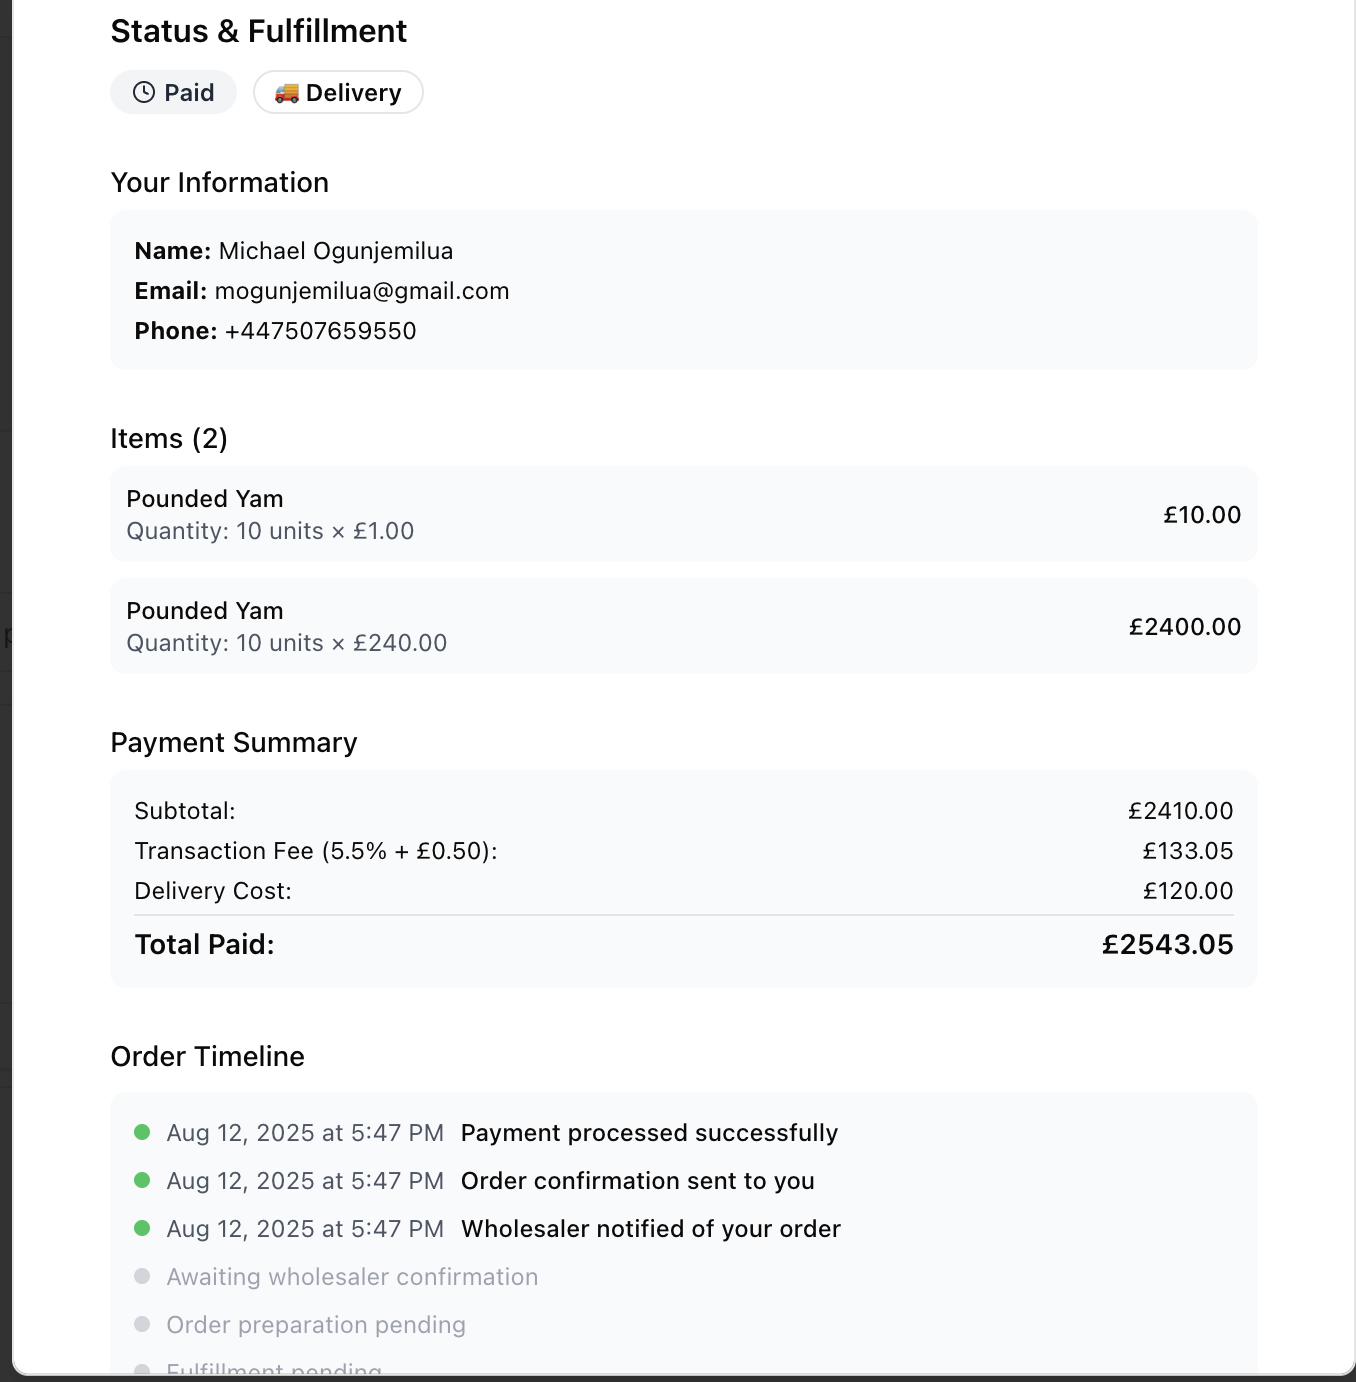 Status & Fulfillment
Paid
Delivery
Your Information
Name: Michael Ogunjemilua
Email: mogunjemilua@gmail.com
Phone: +447507659550
Items (2)
Pounded Yam
Quantity: 10 units × £1.00
£10.00
Pounded Yam
Quantity: 10 units × £240.00
£2400.00
Payment Summary
Subtotal: £2410.00
Transaction Fee (5.5% + £0.50): £133.05
Delivery Cost: £120.00
Total Paid: £2543.05
Order Timeline
Aug 12, 2025 at 5:47 PM Payment processed successfully
Aug 12, 2025 at 5:47 PM Order confirmation sent to you
Aug 12, 2025 at 5:47 PM Wholesaler notified of your order
Awaiting wholesaler confirmation
Order preparation pending
Fulfillment pending